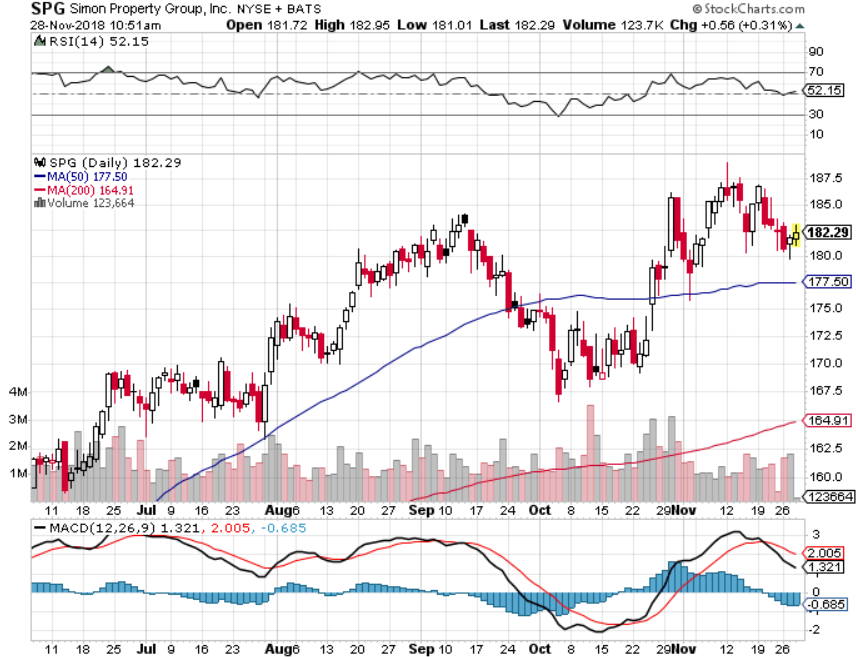 SPG Simon Property Group, Inc. NYSE + BATS © StockCharts.com
28-Nov-2018 10:51am Open 181.72 High 182.95 Low 181.01 Last 182.29 Volume 123.7K Chg +0.56 (+0.31%)
RSI(14) 52.15
90
70
52.15
30
10
SPG (Daily) 182.29
MA(50) 177.50
MA(200) 164.91
Volume 123,664
187.5
185.0
182.29
180.0
177.50
175.0
172.5
170.0
167.5
4M
3M
164.91
2M
162.5
1M
160.0
123664
11 18 25 Jul 9 16 23 Aug 6 13 20 27 Sep 10 17 24 Oct 8 15 22 29 Nov 12 19 26
MACD(12,26,9) 1.321, 2.005, -0.685
3
2.005
1.321
1
0
-0.685
-2
11 18 25 Jul 9 16 23 Aug 6 13 20 27 Sep 10 17 24 Oct 8 15 22 29 Nov 12 19 26